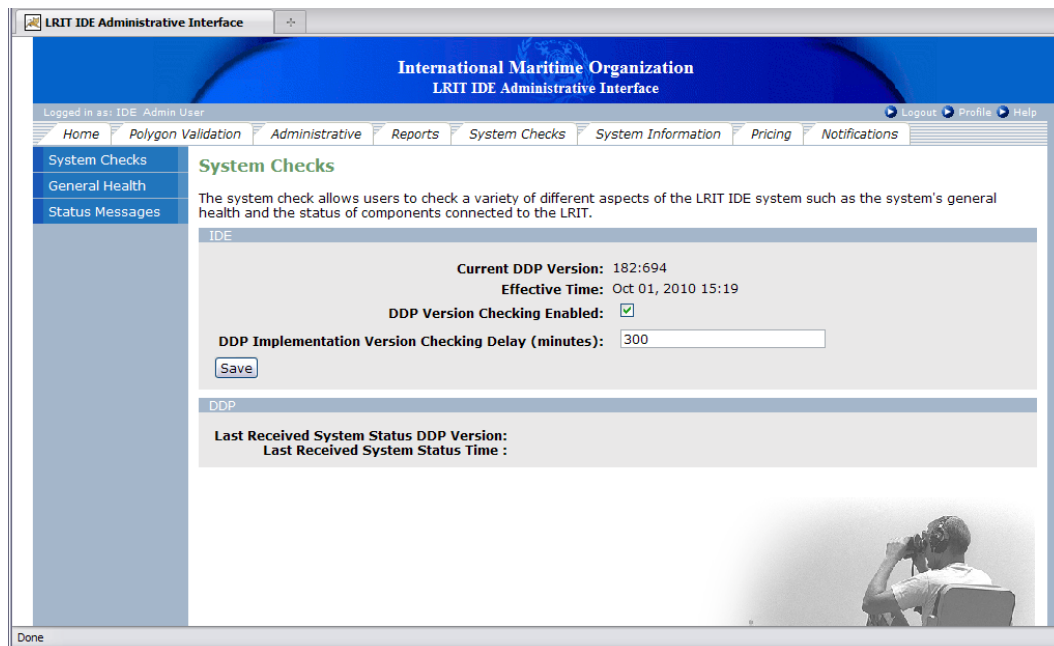 LRIT IDE Administrative Interface
International Maritime Organization
LRIT IDE Administrative Interface
Logged in as: IDE Admin User
Logout Profile Help
Home Polygon Validation Administrative Reports System Checks System Information Pricing Notifications
System Checks
General Health
Status Messages
System Checks
The system check allows users to check a variety of different aspects of the LRIT IDE system such as the system's general
health and the status of components connected to the LRIT.
IDE
Current DDP Version: 182:694
Effective Time: Oct 01, 2010 15:19
DDP Version Checking Enabled:
DDP Implementation Version Checking Delay (minutes): 300
Save
DDP
Last Received System Status DDP Version:
Last Received System Status Time :
Done